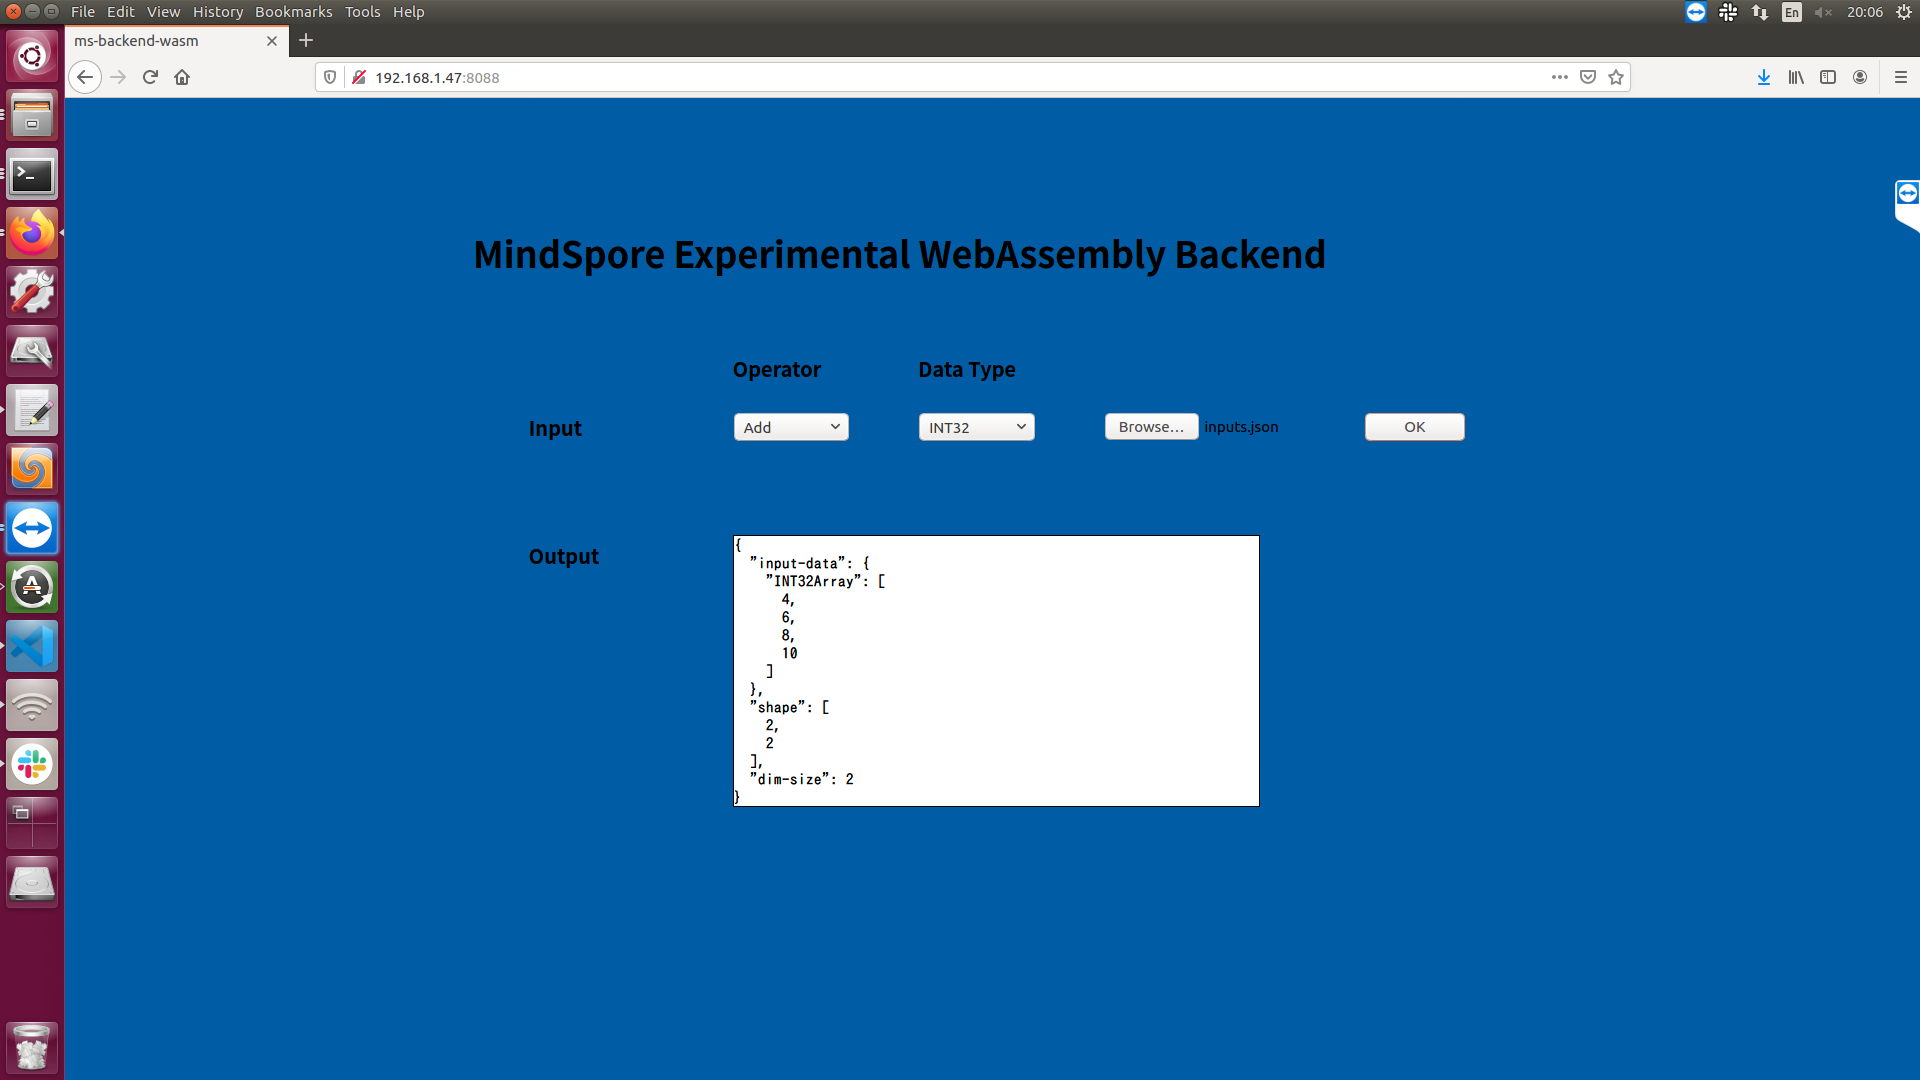 File Edit View History Bookmarks Tools Help
En 20:06
ms-backend-wasm
192.168.1.47:8088
MindSpore Experimental WebAssembly Backend
Operator Data Type
Input Add INT32 Browse... inputs.json OK
Output
{
"input-data": {
"INT32Array": [
4,
6,
8,
10
]
},
"shape": [
2,
2
],
"dim-size": 2
}